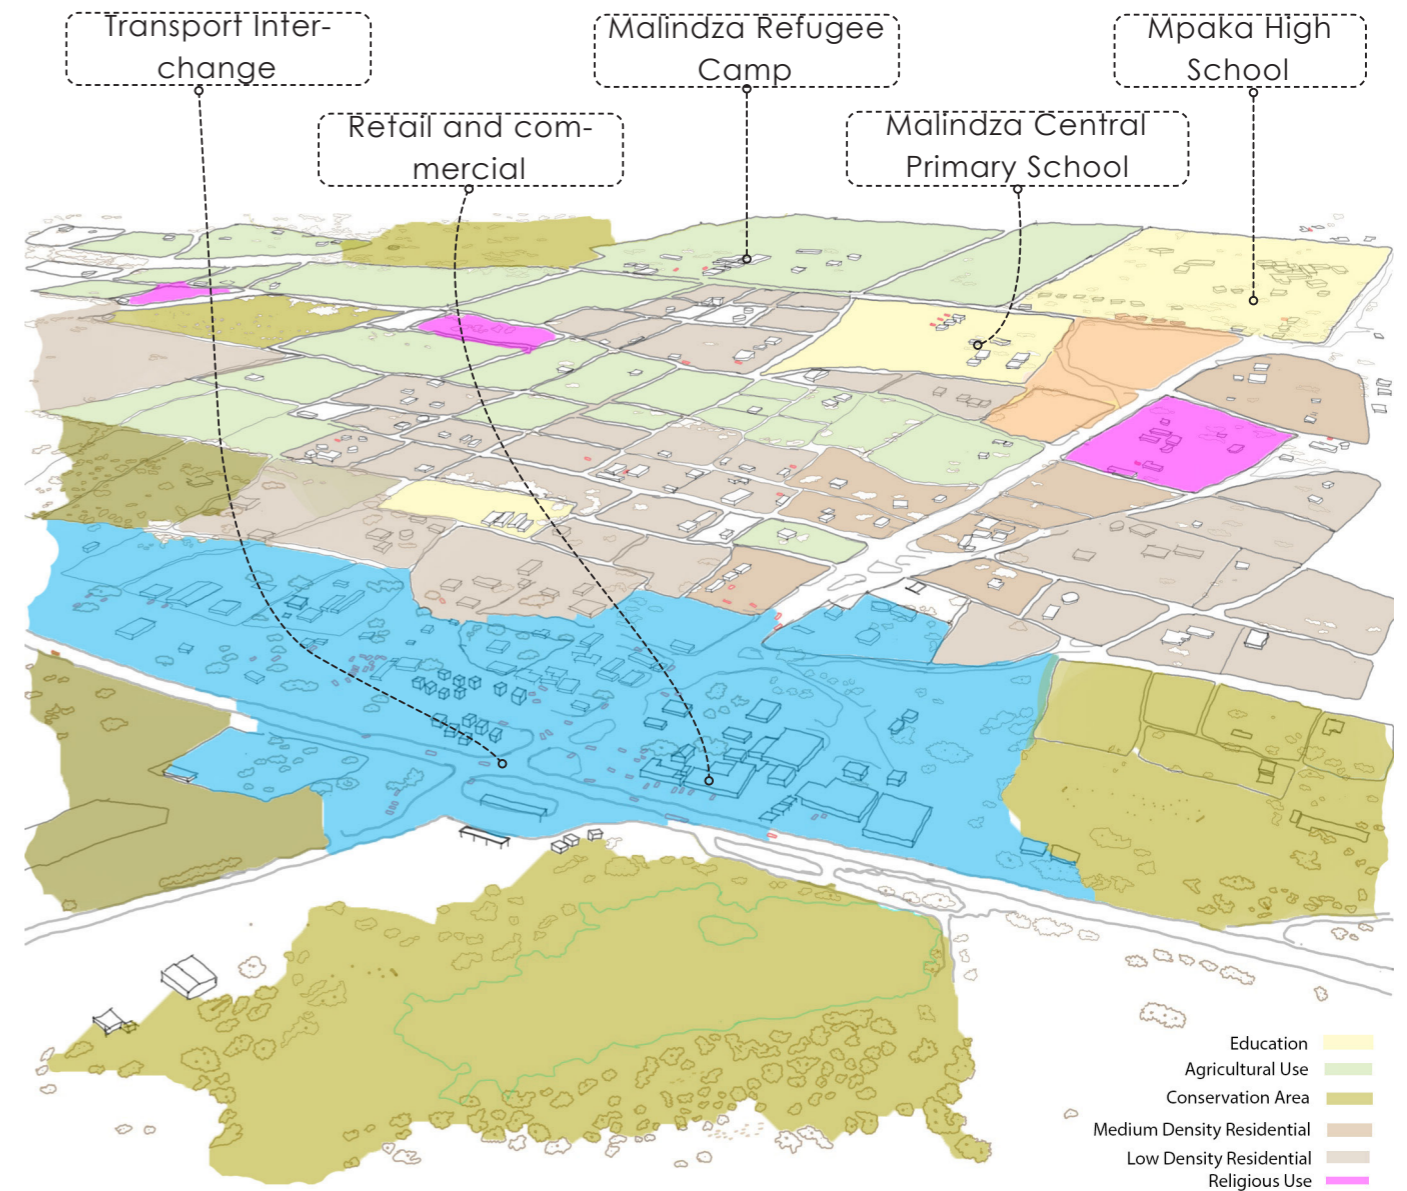 Transport Inter-
change
Malindza Refugee
Camp
Mpaka High
School
Retail and com-
mercial
Malindza Central
Primary School
Education
Agricultural Use
Conservation Area
Medium Density Residential
Low Density Residential
Religious Use